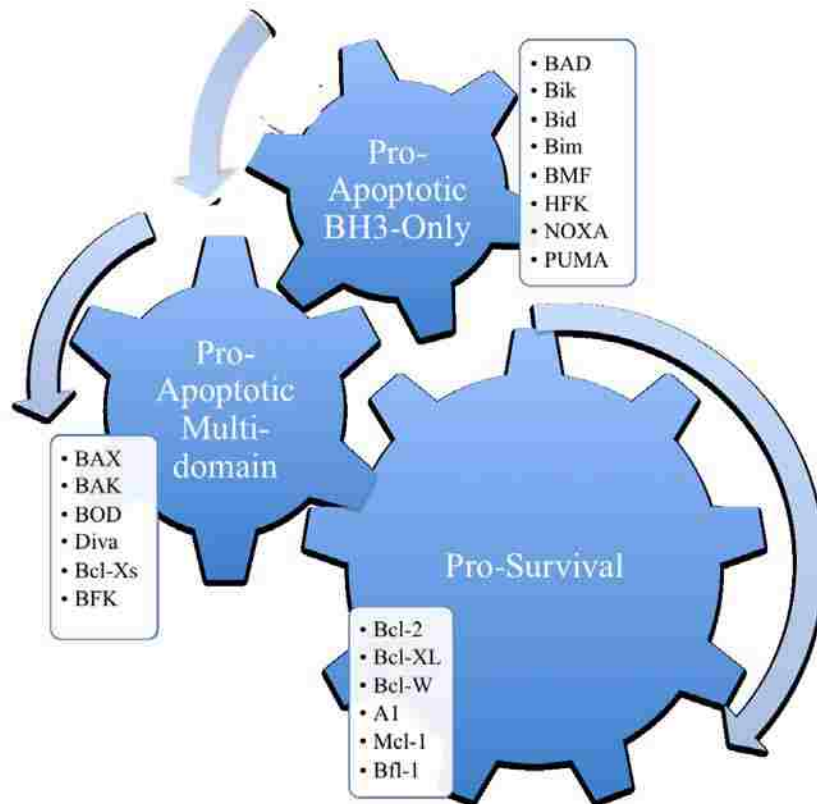 Pro-
Apoptotic
BH3-Only
• BAD
• Bik
• Bid
• Bim
• BMF
• HFK
• NOXA
• PUMA
Pro-
Apoptotic
Multi-
domain
• BAX
• BAK
• BOD
• Diva
• Bcl-Xs
• BFK
Pro-Survival
• Bcl-2
• Bcl-XL
• Bcl-W
• A1
• Mcl-1
• Bfl-1